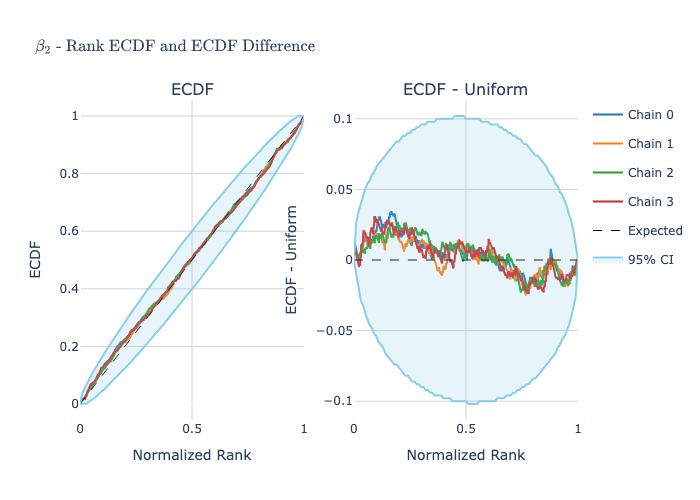 β₂ - Rank ECDF and ECDF Difference
ECDF
ECDF - Uniform
ECDF
0
0.2
0.4
0.6
0.8
1
0
0.5
1
Normalized Rank
ECDF - Uniform
−0.1
−0.05
0
0.05
0.1
0
0.5
1
Normalized Rank
Chain 0
Chain 1
Chain 2
Chain 3
Expected
95% CI